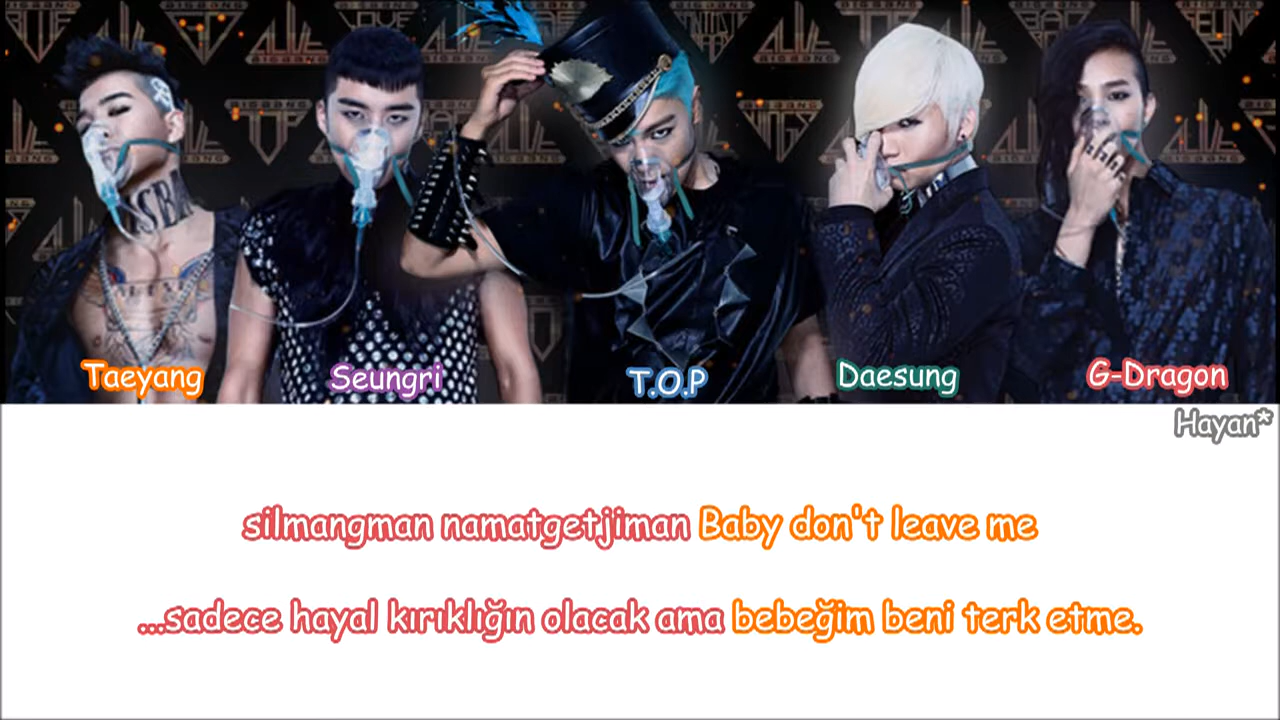 Taeyang
Seungri
T.O.P
Daesung
G-Dragon
Hayan*
silmangman namatgetjiman Baby don't leave me
...sadece hayal kırıklığın olacak ama bebeğim beni terk etme.